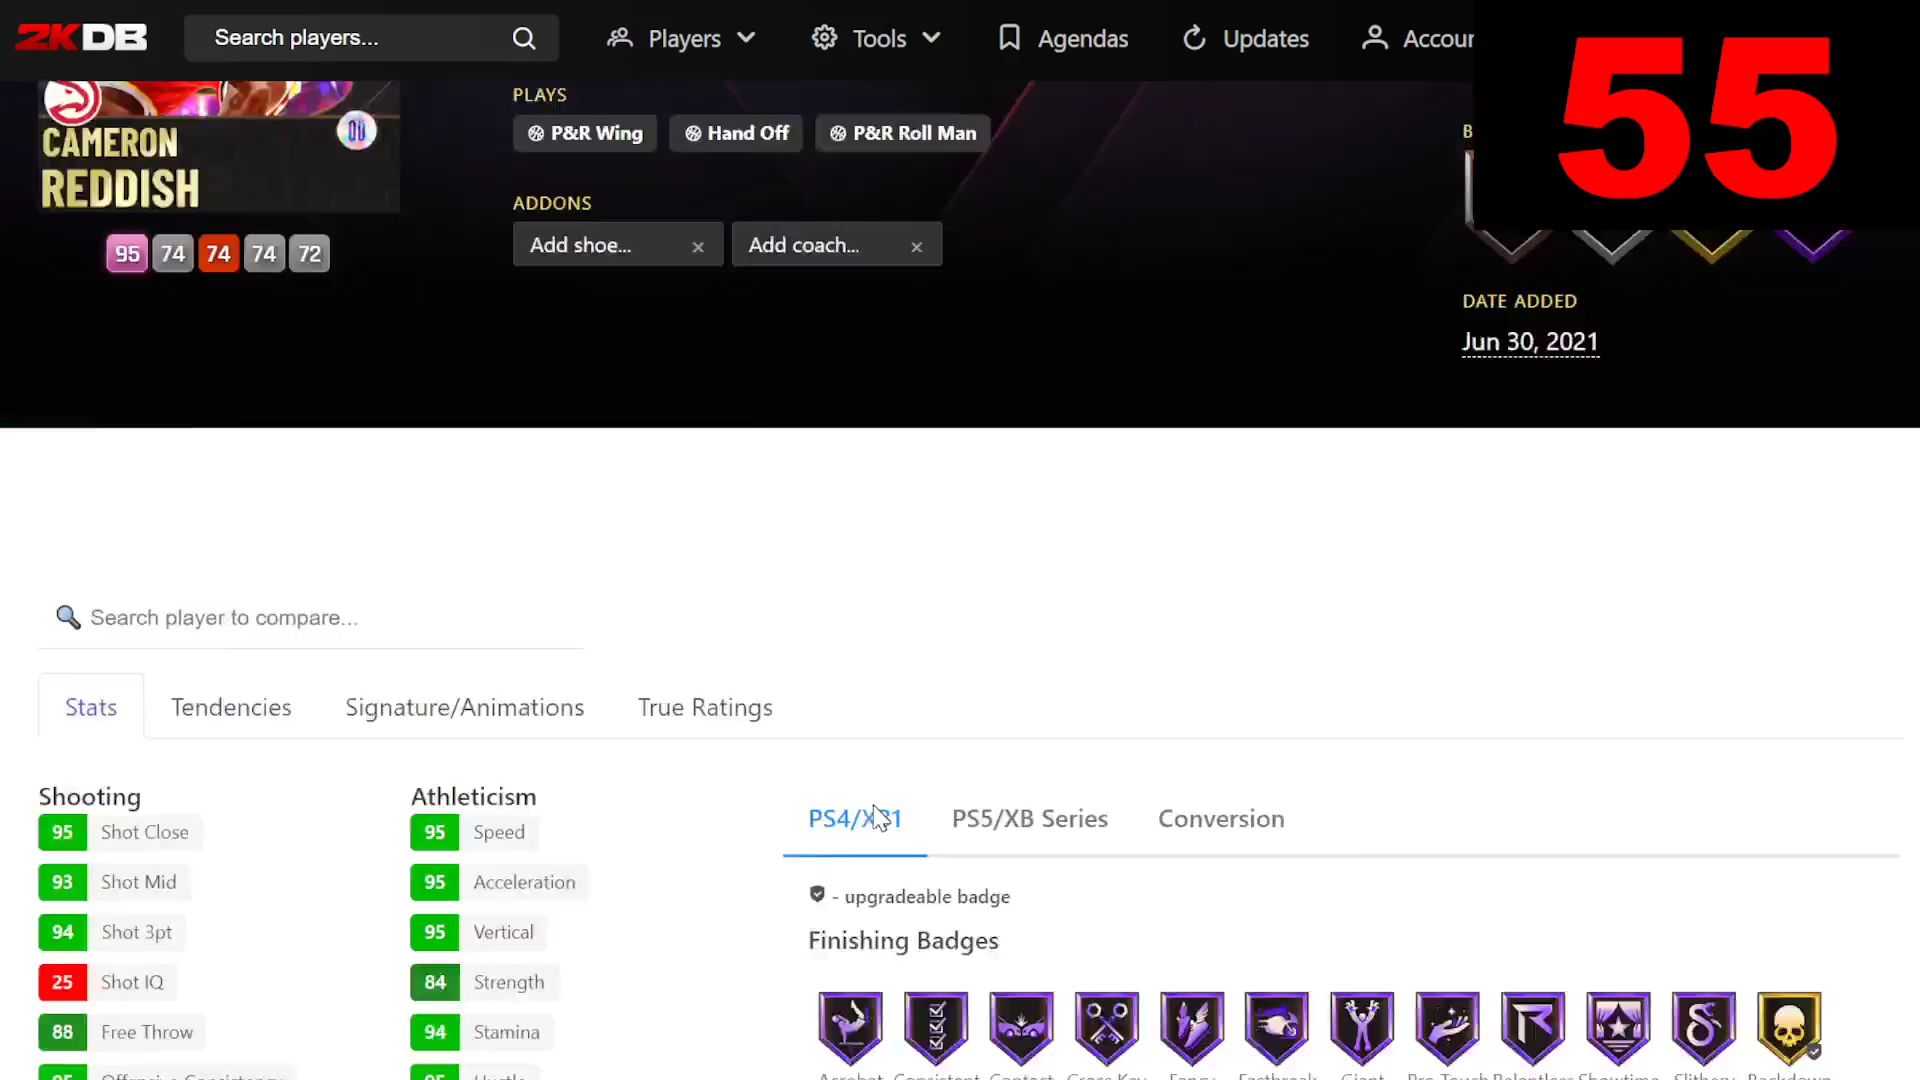 2KDB
Search players...
Players
Tools
Agendas
Updates
55
CAMERON
REDDISH
95 74 74 74 72
PLAYS
P&R Wing
Hand Off
P&R Roll Man
ADDONS
Add shoe... ×
Add coach... ×
DATE ADDED
Jun 30, 2021
Search player to compare...
Stats
Tendencies
Signature/Animations
True Ratings
Shooting
95 Shot Close
93 Shot Mid
94 Shot 3pt
25 Shot IQ
88 Free Throw
Athleticism
95 Speed
95 Acceleration
95 Vertical
84 Strength
94 Stamina
PS4/XB1
PS5/XB Series
Conversion
- upgradeable badge
Finishing Badges